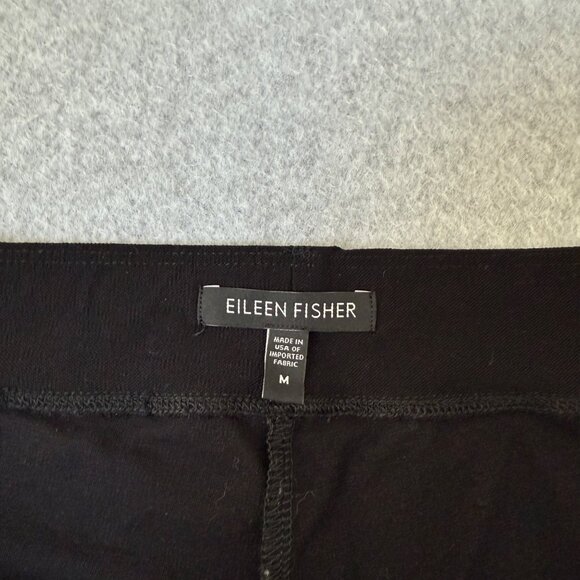 EILEEN FISHER
MADE IN
USA OF
IMPORTED
FABRIC
M